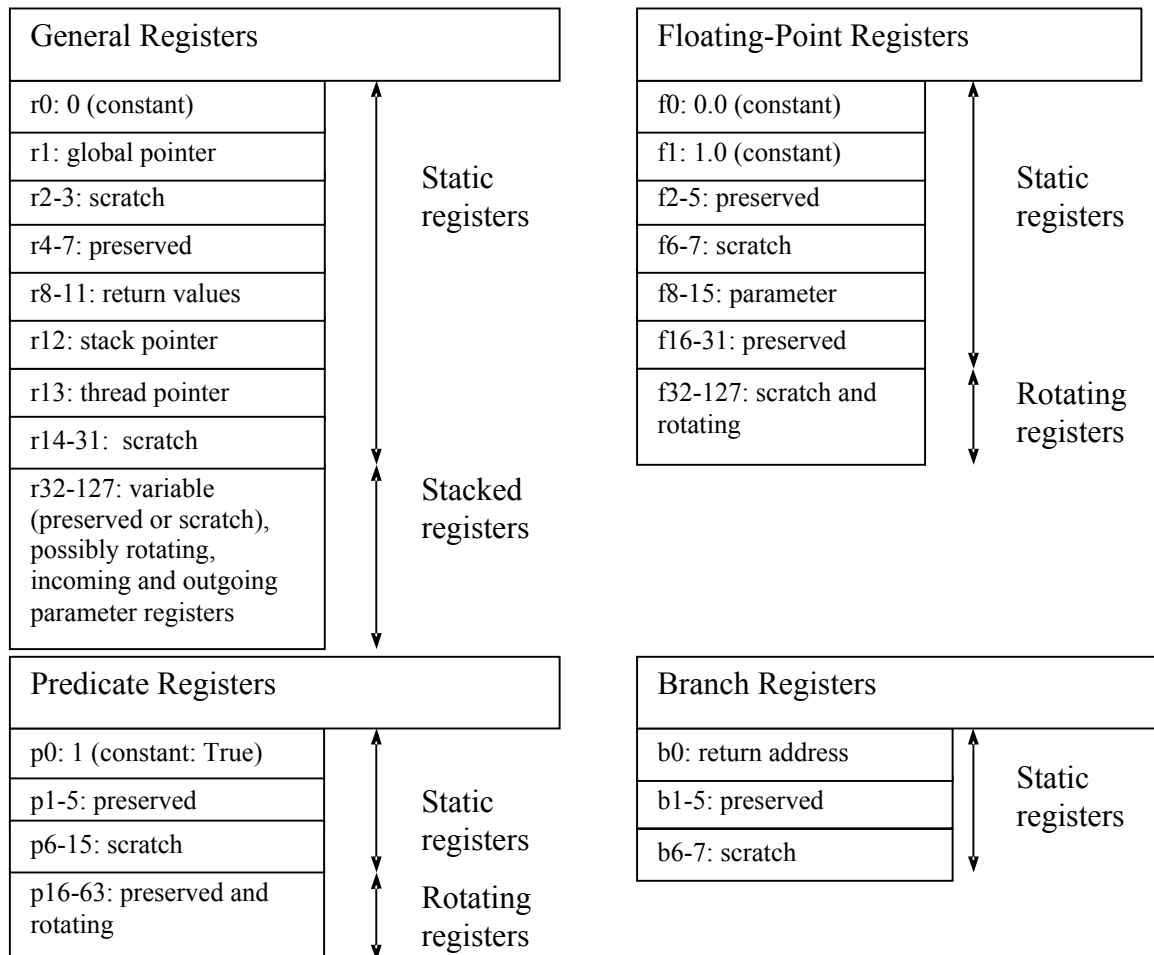 General Registers
r0: 0 (constant)
r1: global pointer
r2-3: scratch
r4-7: preserved
r8-11: return values
r12: stack pointer
r13: thread pointer
r14-31:  scratch
r32-127: variable
(preserved or scratch),
possibly rotating,
incoming and outgoing
parameter registers
Static
registers
Stacked
registers
Floating-Point Registers
f0: 0.0 (constant)
f1: 1.0 (constant)
f2-5: preserved
f6-7: scratch
f8-15: parameter
f16-31: preserved
f32-127: scratch and
rotating
Static
registers
Rotating
registers
Predicate Registers
p0: 1 (constant: True)
p1-5: preserved
p6-15: scratch
p16-63: preserved and
rotating
Static
registers
Rotating
registers
Branch Registers
b0: return address
b1-5: preserved
b6-7: scratch
Static
registers